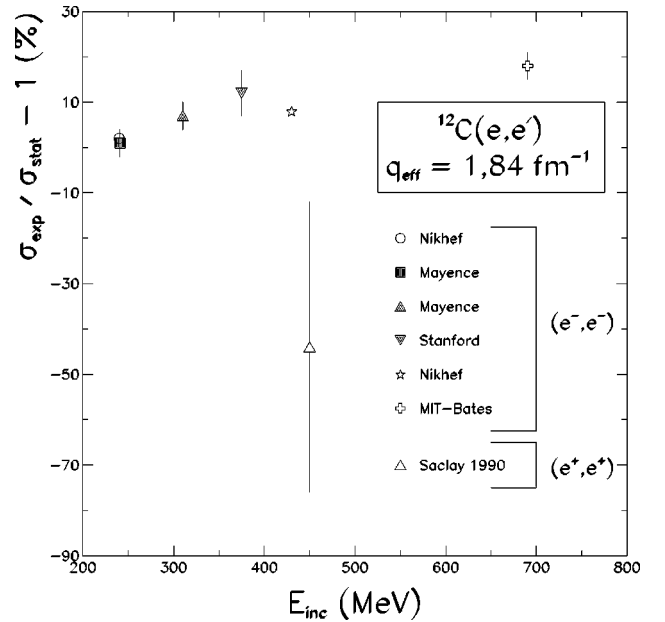 σexp / σstat – 1 (%)
30
10
-10
-30
-50
-70
-90
¹²C(e,e′)
qeff = 1,84 fm⁻¹
Nikhef
Mayence
Mayence
Stanford
Nikhef
MIT-Bates
(e⁻,e⁻)
Saclay 1990
(e⁺,e⁺)
200 300 400 500 600 700 800
Einc (MeV)